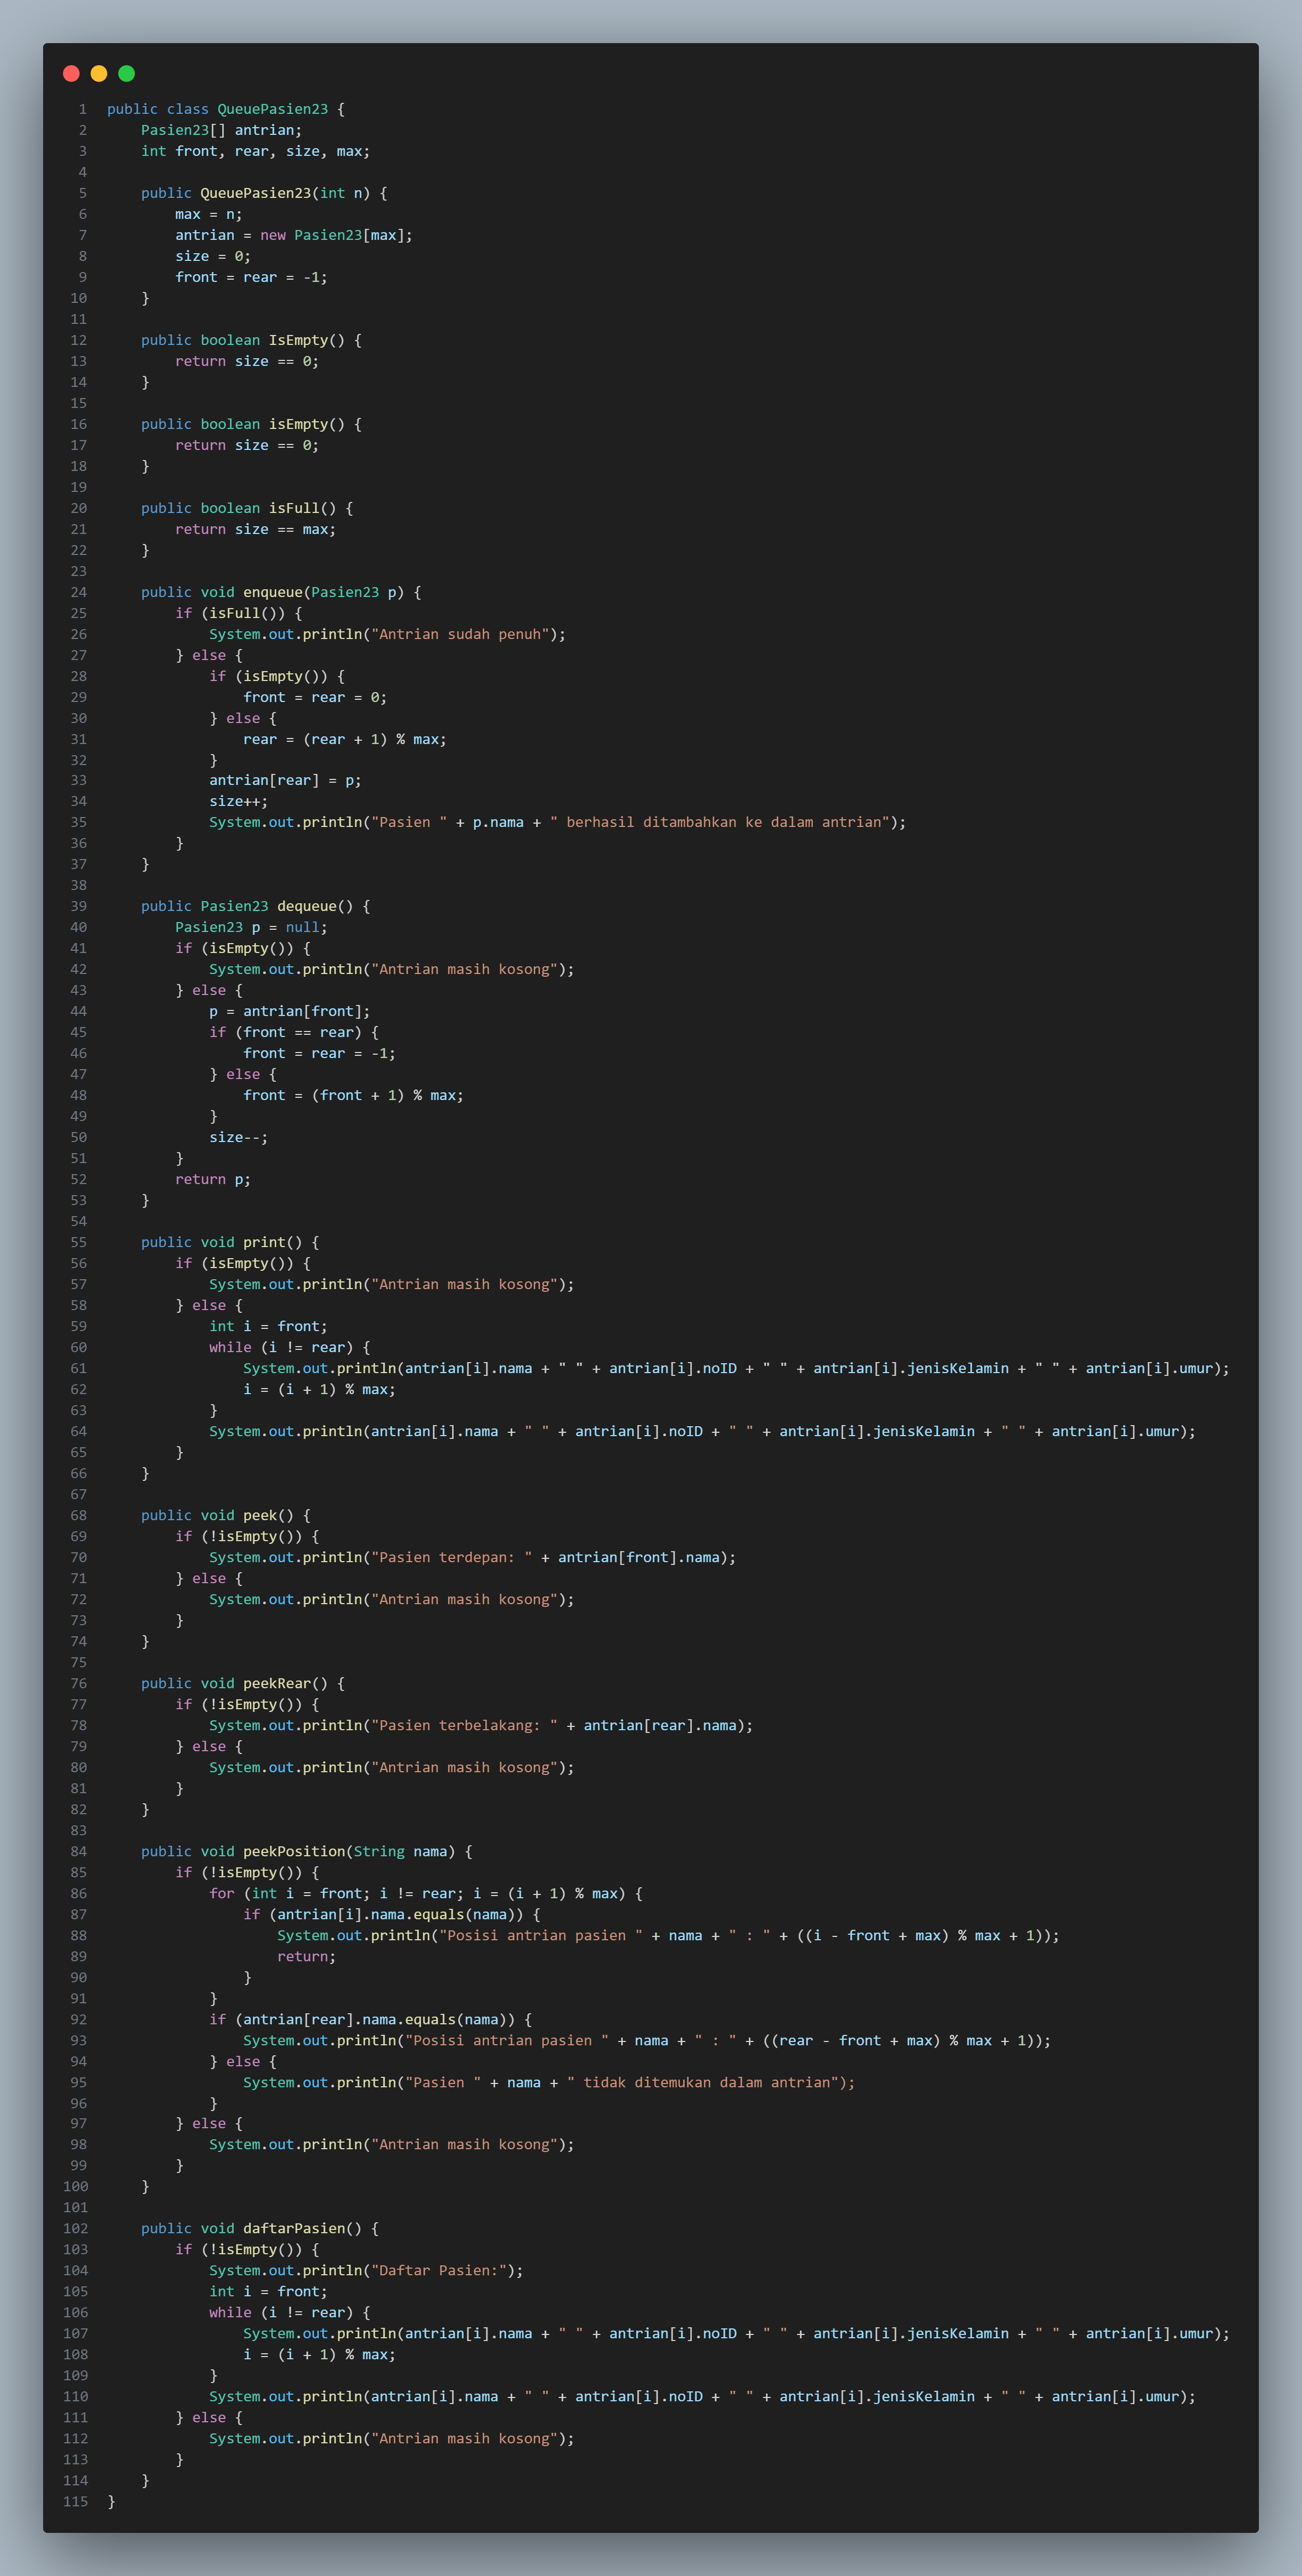 1 public class QueuePasien23 {
2     Pasien23[] antrian;
3     int front, rear, size, max;
4
5     public QueuePasien23(int n) {
6         max = n;
7         antrian = new Pasien23[max];
8         size = 0;
9         front = rear = -1;
10     }
11
12     public boolean IsEmpty() {
13         return size == 0;
14     }
15
16     public boolean isEmpty() {
17         return size == 0;
18     }
19
20     public boolean isFull() {
21         return size == max;
22     }
23
24     public void enqueue(Pasien23 p) {
25         if (isFull()) {
26             System.out.println("Antrian sudah penuh");
27         } else {
28             if (isEmpty()) {
29                 front = rear = 0;
30             } else {
31                 rear = (rear + 1) % max;
32             }
33             antrian[rear] = p;
34             size++;
35             System.out.println("Pasien " + p.nama + " berhasil ditambahkan ke dalam antrian");
36         }
37     }
38
39     public Pasien23 dequeue() {
40         Pasien23 p = null;
41         if (isEmpty()) {
42             System.out.println("Antrian masih kosong");
43         } else {
44             p = antrian[front];
45             if (front == rear) {
46                 front = rear = -1;
47             } else {
48                 front = (front + 1) % max;
49             }
50             size--;
51         }
52         return p;
53     }
54
55     public void print() {
56         if (isEmpty()) {
57             System.out.println("Antrian masih kosong");
58         } else {
59             int i = front;
60             while (i != rear) {
61                 System.out.println(antrian[i].nama + " " + antrian[i].noID + " " + antrian[i].jenisKelamin + " " + antrian[i].umur);
62                 i = (i + 1) % max;
63             }
64             System.out.println(antrian[i].nama + " " + antrian[i].noID + " " + antrian[i].jenisKelamin + " " + antrian[i].umur);
65         }
66     }
67
68     public void peek() {
69         if (!isEmpty()) {
70             System.out.println("Pasien terdepan: " + antrian[front].nama);
71         } else {
72             System.out.println("Antrian masih kosong");
73         }
74     }
75
76     public void peekRear() {
77         if (!isEmpty()) {
78             System.out.println("Pasien terbelakang: " + antrian[rear].nama);
79         } else {
80             System.out.println("Antrian masih kosong");
81         }
82     }
83
84     public void peekPosition(String nama) {
85         if (!isEmpty()) {
86             for (int i = front; i != rear; i = (i + 1) % max) {
87                 if (antrian[i].nama.equals(nama)) {
88                     System.out.println("Posisi antrian pasien " + nama + " : " + ((i - front + max) % max + 1));
89                     return;
90                 }
91             }
92             if (antrian[rear].nama.equals(nama)) {
93                 System.out.println("Posisi antrian pasien " + nama + " : " + ((rear - front + max) % max + 1));
94             } else {
95                 System.out.println("Pasien " + nama + " tidak ditemukan dalam antrian");
96             }
97         } else {
98             System.out.println("Antrian masih kosong");
99         }
100     }
101
102     public void daftarPasien() {
103         if (!isEmpty()) {
104             System.out.println("Daftar Pasien:");
105             int i = front;
106             while (i != rear) {
107                 System.out.println(antrian[i].nama + " " + antrian[i].noID + " " + antrian[i].jenisKelamin + " " + antrian[i].umur);
108                 i = (i + 1) % max;
109             }
110             System.out.println(antrian[i].nama + " " + antrian[i].noID + " " + antrian[i].jenisKelamin + " " + antrian[i].umur);
111         } else {
112             System.out.println("Antrian masih kosong");
113         }
114     }
115 }